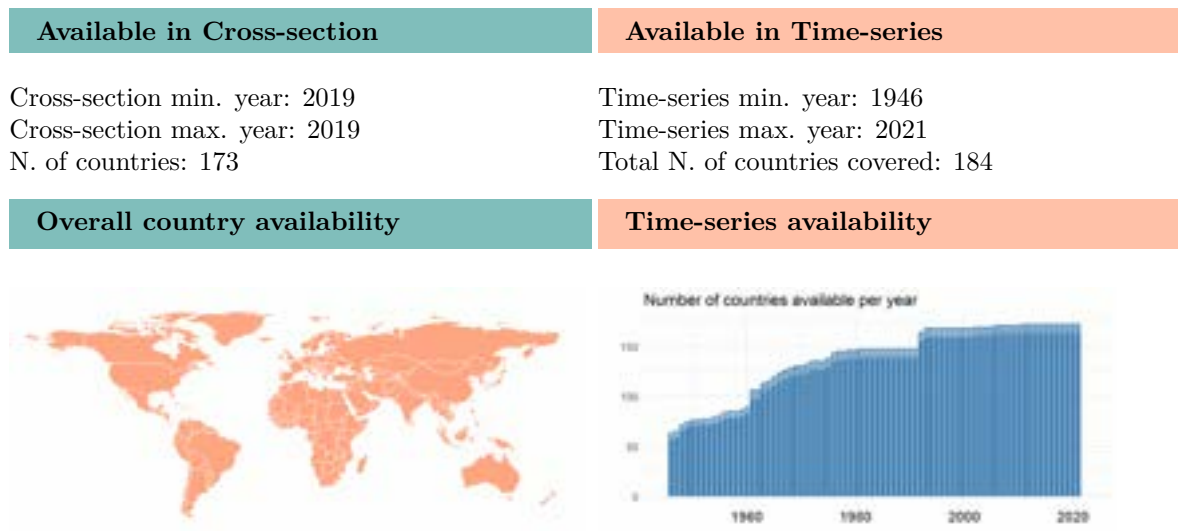 Available in Cross-section
Available in Time-series
Cross-section min. year: 2019
Cross-section max. year: 2019
N. of countries: 173
Time-series min. year: 1946
Time-series max. year: 2021
Total N. of countries covered: 184
Overall country availability
Time-series availability
Number of countries available per year
150
100
50
0
1960 1980 2000 2020